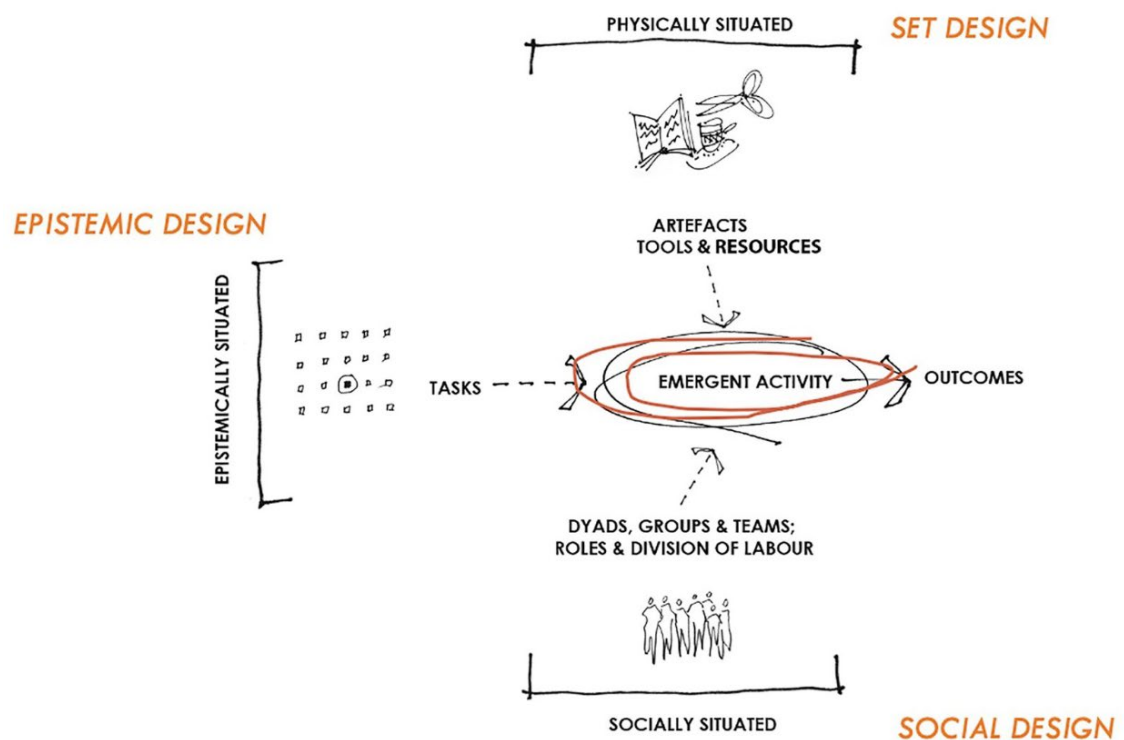 PHYSICALLY SITUATED
SET DESIGN
EPISTEMIC DESIGN
EPISTEMICALLY SITUATED
ARTEFACTS
TOOLS & RESOURCES
TASKS
EMERGENT ACTIVITY
OUTCOMES
DYADS, GROUPS & TEAMS;
ROLES & DIVISION OF LABOUR
SOCIALLY SITUATED
SOCIAL DESIGN